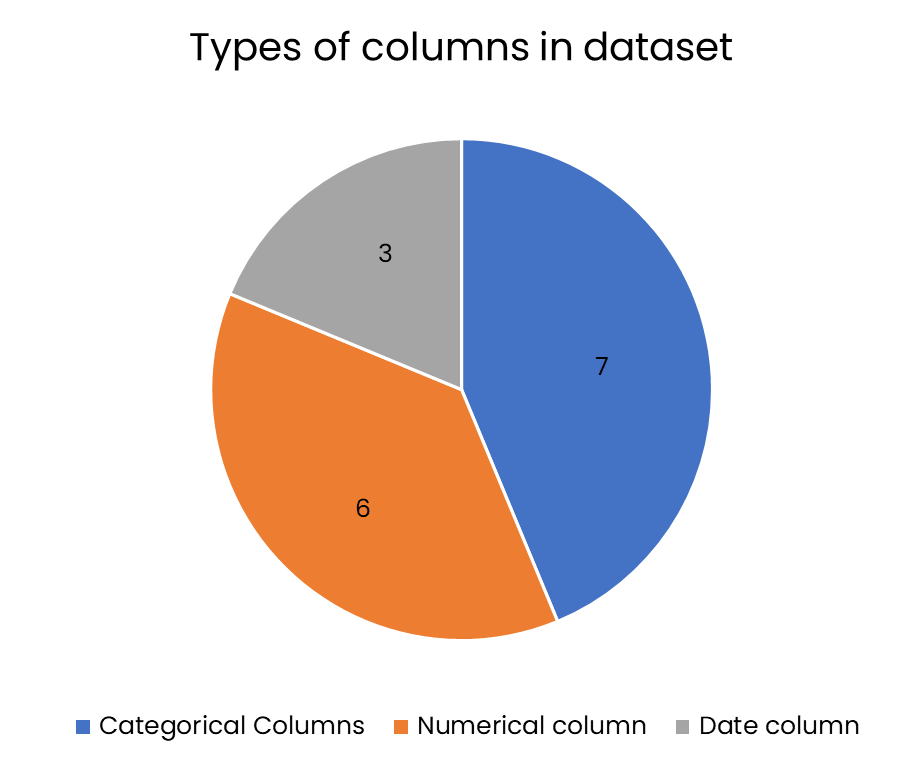 Types of columns in dataset
3
7
6
Categorical Columns Numerical column Date column